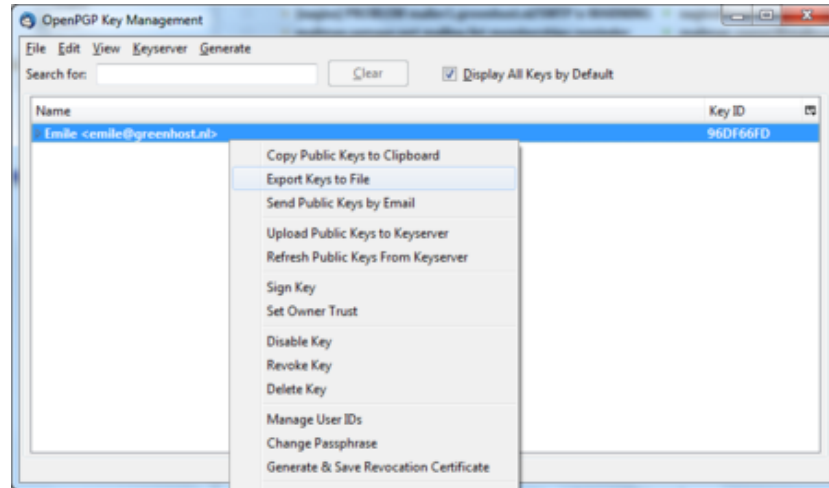 OpenPGP Key Management
File Edit View Keyserver Generate
Search for: Clear Display All Keys by Default
Name Key ID
Emile <emile@greenhost.nl> 96DF66FD
Copy Public Keys to Clipboard
Export Keys to File
Send Public Keys by Email
Upload Public Keys to Keyserver
Refresh Public Keys From Keyserver
Sign Key
Set Owner Trust
Disable Key
Revoke Key
Delete Key
Manage User IDs
Change Passphrase
Generate & Save Revocation Certificate